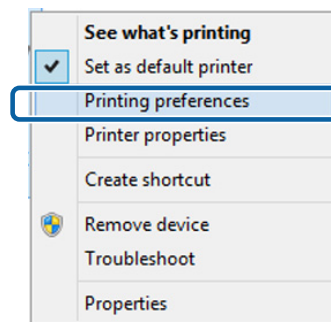 See what's printing
Set as default printer
Printing preferences
Printer properties
Create shortcut
Remove device
Troubleshoot
Properties